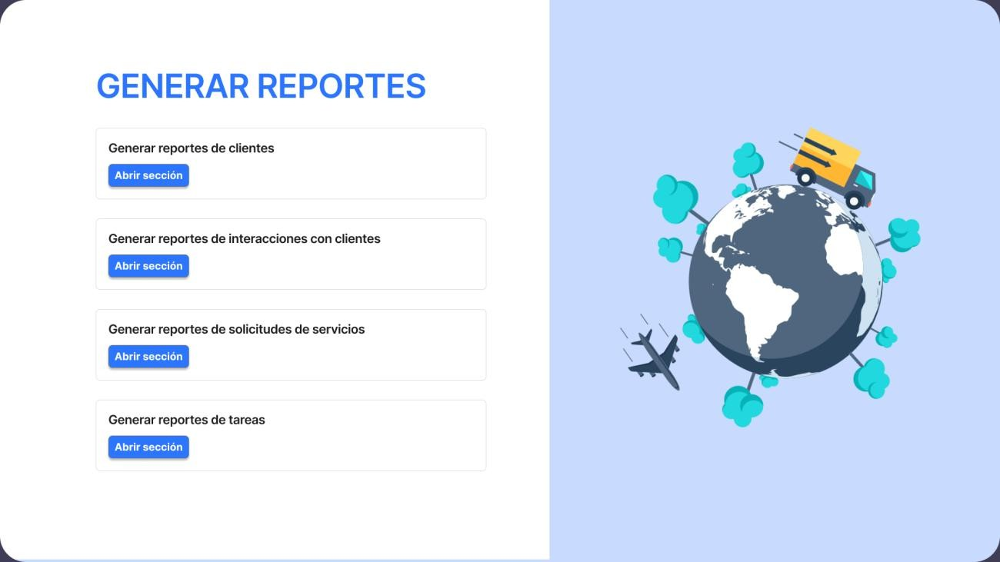 GENERAR REPORTES
Generar reportes de clientes
Abrir sección
Generar reportes de interacciones con clientes
Abrir sección
Generar reportes de solicitudes de servicios
Abrir sección
Generar reportes de tareas
Abrir sección